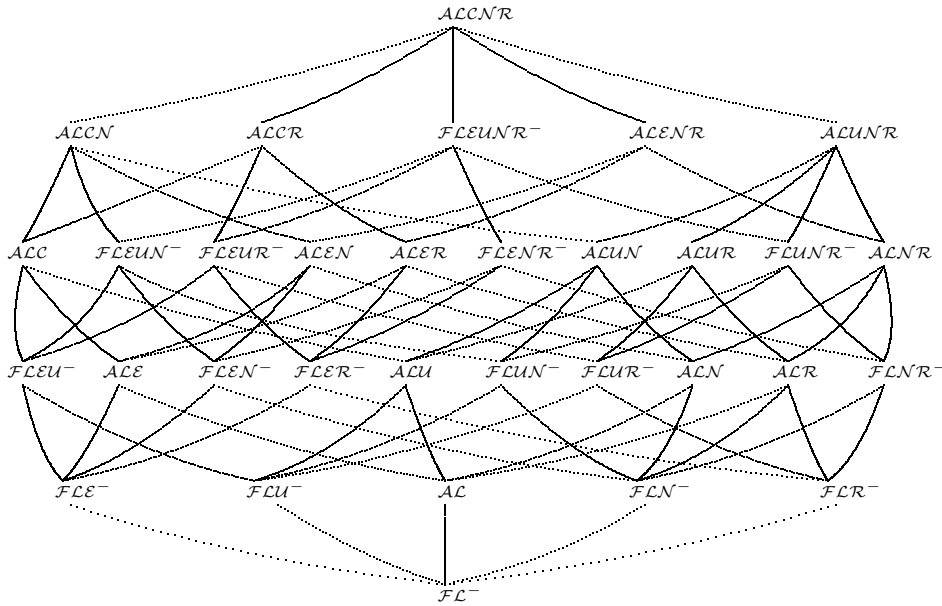 𝒜ℒ𝒞𝒩ℛ
𝒜ℒ𝒞𝒩 𝒜ℒ𝒞ℛ ℱℒℰ𝒰𝒩ℛ⁻ 𝒜ℒℰ𝒩ℛ 𝒜ℒ𝒰𝒩ℛ
𝒜ℒ𝒞 ℱℒℰ𝒰𝒩⁻ ℱℒℰ𝒰ℛ⁻ 𝒜ℒℰ𝒩 𝒜ℒℰℛ ℱℒℰ𝒩ℛ⁻ 𝒜ℒ𝒰𝒩 𝒜ℒ𝒰ℛ ℱℒ𝒰𝒩ℛ⁻ 𝒜ℒ𝒩ℛ
ℱℒℰ𝒰⁻ 𝒜ℒℰ ℱℒℰ𝒩⁻ ℱℒℰℛ⁻ 𝒜ℒ𝒰 ℱℒ𝒰𝒩⁻ ℱℒ𝒰ℛ⁻ 𝒜ℒ𝒩 𝒜ℒℛ ℱℒ𝒩ℛ⁻
ℱℒℰ⁻ ℱℒ𝒰⁻ 𝒜ℒ ℱℒ𝒩⁻ ℱℒℛ⁻
ℱℒ⁻